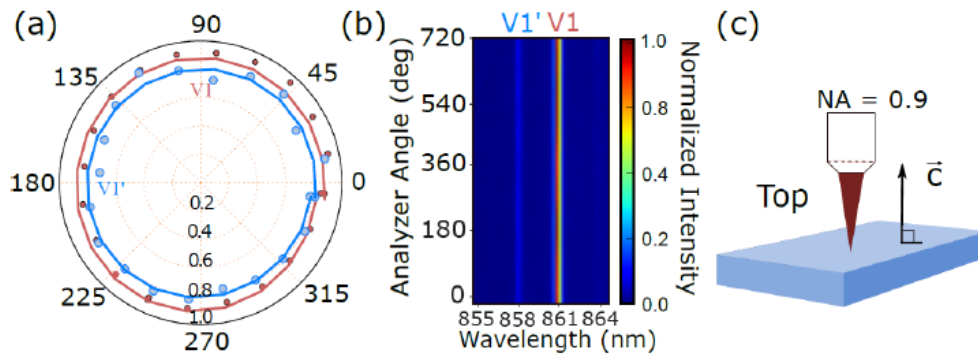 (a)
90
135
45
V1
180
V1'
0
0.2
0.4
0.6
0.8
1.0
225
315
270
(b)
V1' V1
720
540
360
180
0
Analyzer Angle (deg)
855 858 861 864
Wavelength (nm)
1.0
0.8
0.6
0.4
0.2
0.0
Normalized Intensity
(c)
NA = 0.9
Top
c